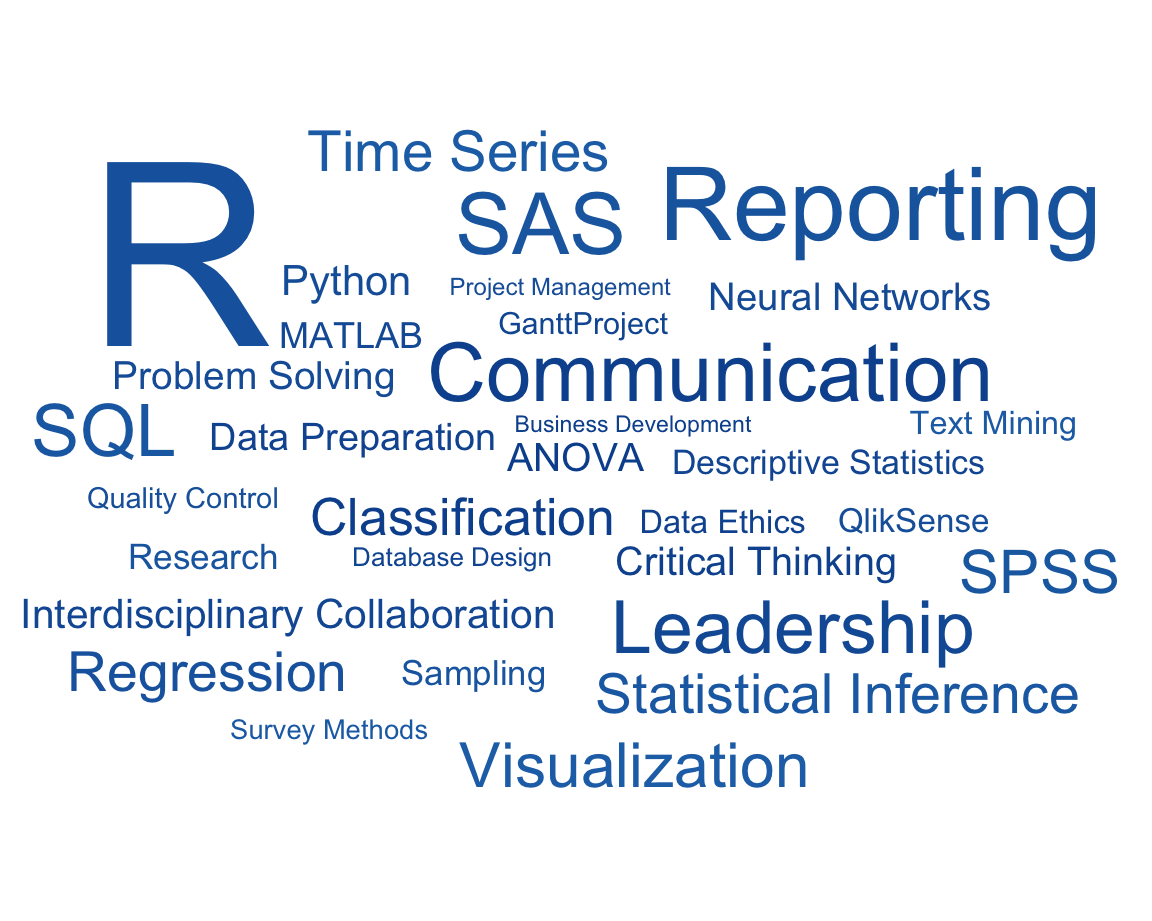 Time Series
R
SAS
Reporting
Python
Project Management
Neural Networks
GanttProject
MATLAB
Problem Solving
Communication
SQL
Data Preparation
Business Development
Text Mining
ANOVA
Descriptive Statistics
Quality Control
Classification
Data Ethics
QlikSense
Research
Database Design
Critical Thinking
SPSS
Interdisciplinary Collaboration
Leadership
Regression
Sampling
Statistical Inference
Survey Methods
Visualization